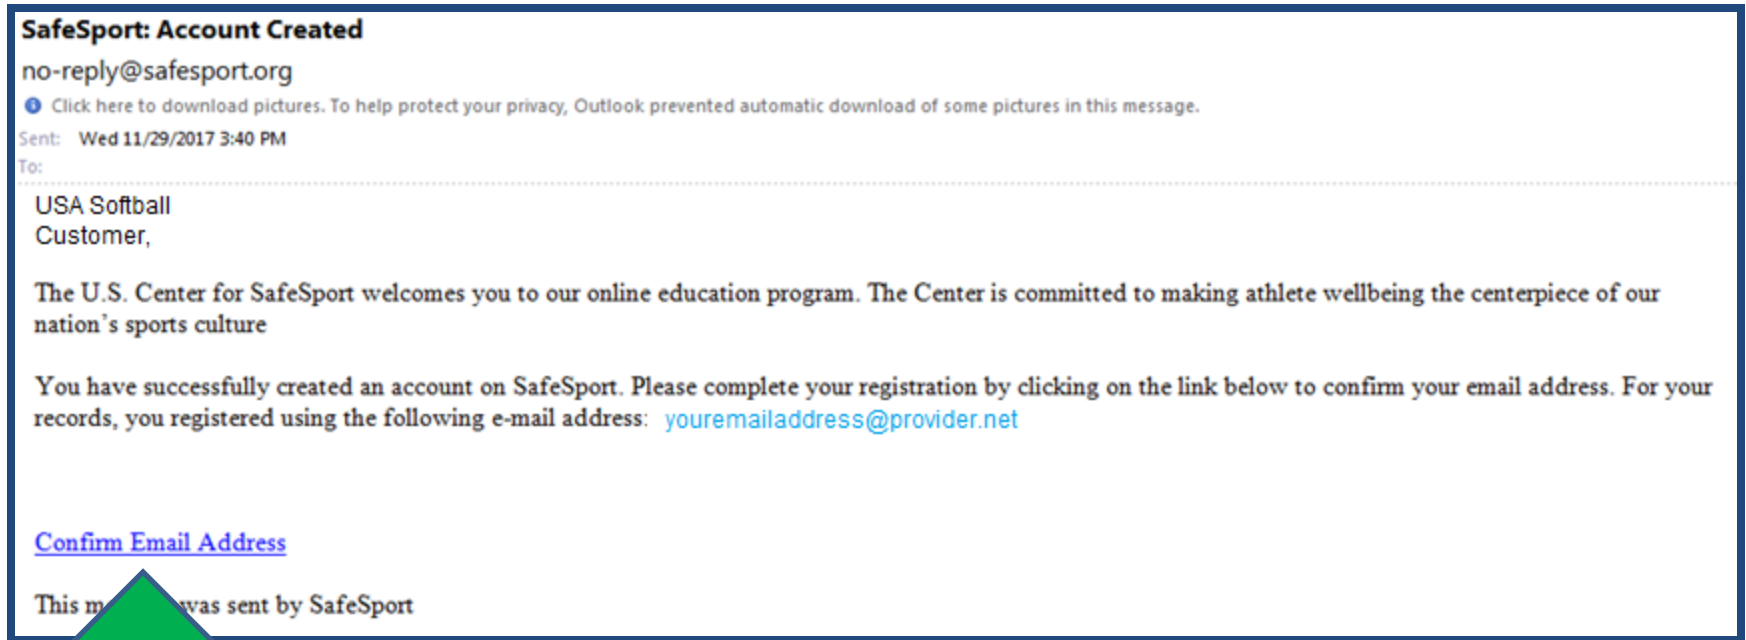 SafeSport: Account Created
no-reply@safesport.org
Click here to download pictures. To help protect your privacy, Outlook prevented automatic download of some pictures in this message.
Sent: Wed 11/29/2017 3:40 PM
To:
USA Softball
Customer,
The U.S. Center for SafeSport welcomes you to our online education program. The Center is committed to making athlete wellbeing the centerpiece of our
nation’s sports culture
You have successfully created an account on SafeSport. Please complete your registration by clicking on the link below to confirm your email address. For your
records, you registered using the following e-mail address: youremailaddress@provider.net
Confirm Email Address
This was sent by SafeSport